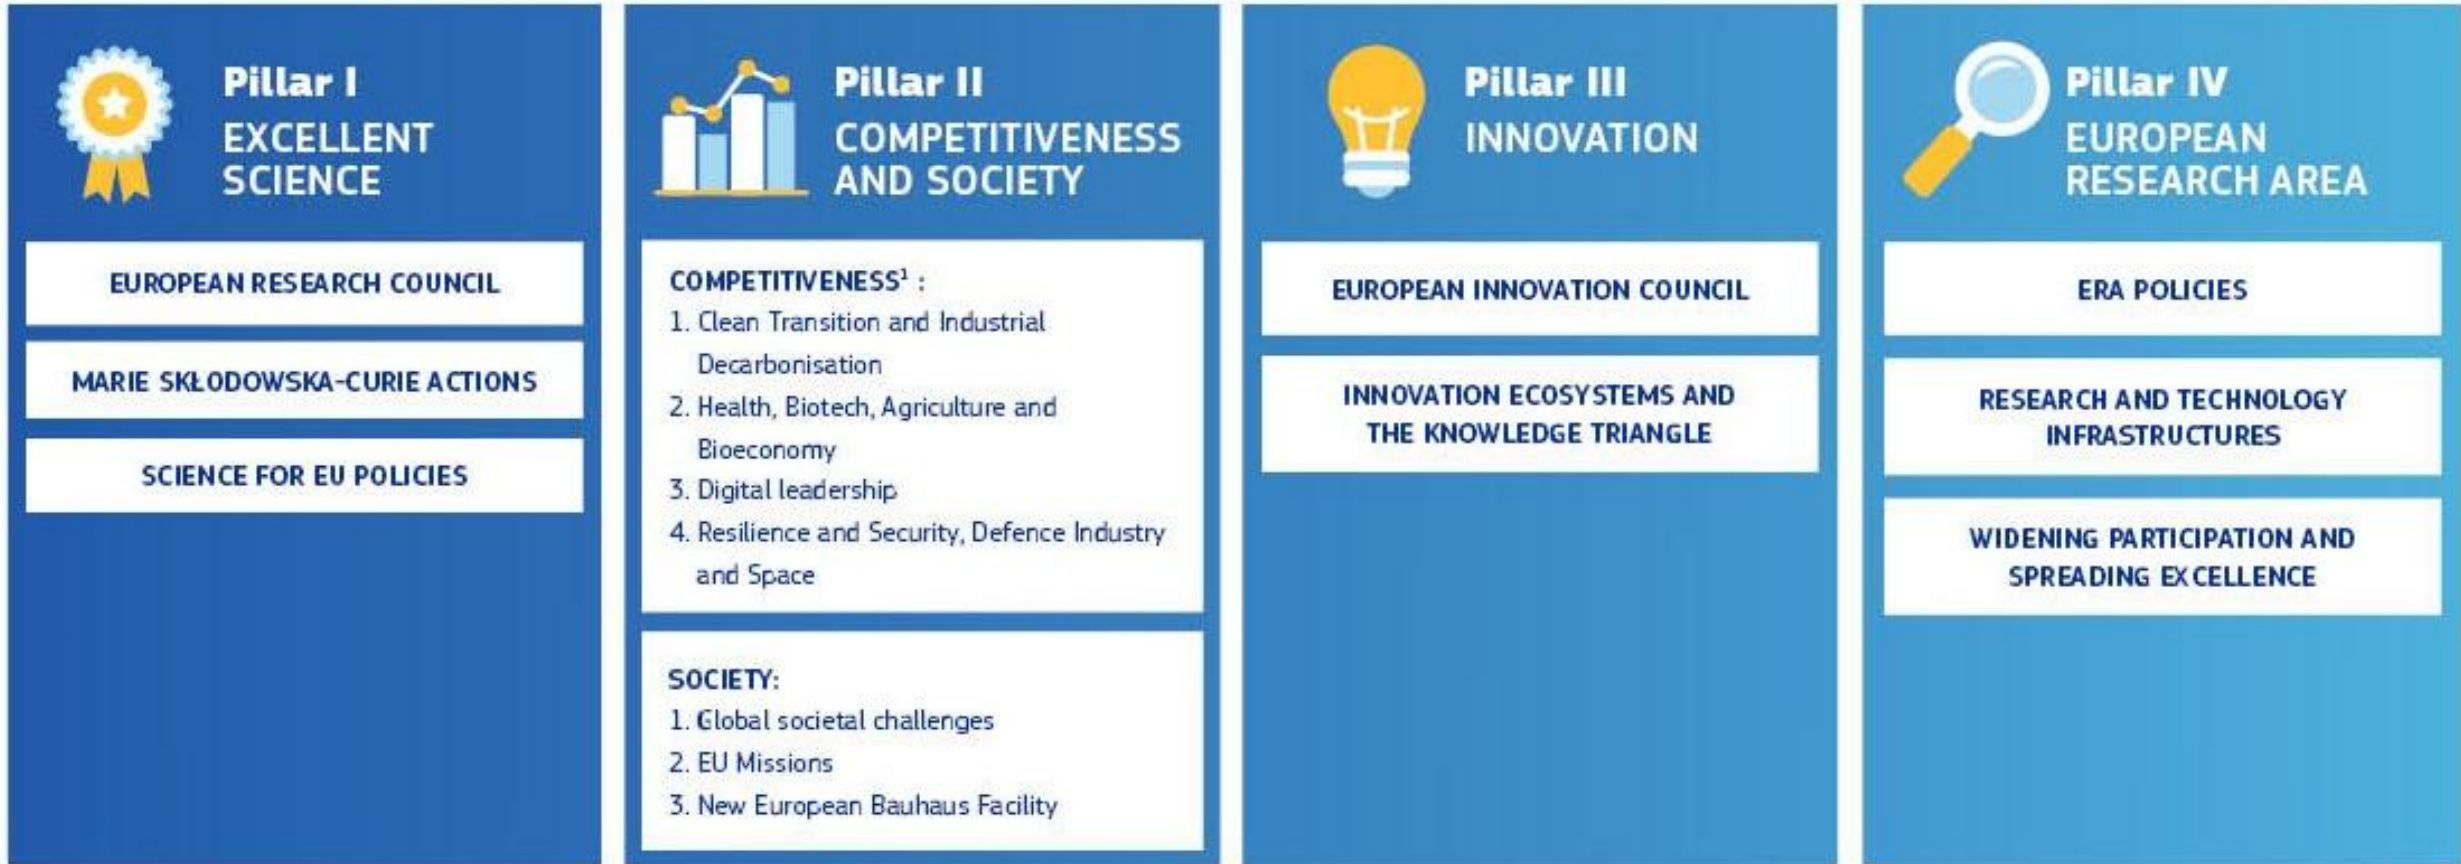 Pillar I
EXCELLENT
SCIENCE
EUROPEAN RESEARCH COUNCIL
MARIE SKŁODOWSKA-CURIE ACTIONS
SCIENCE FOR EU POLICIES
Pillar II
COMPETITIVENESS
AND SOCIETY
COMPETITIVENESS¹ :
1. Clean Transition and Industrial
Decarbonisation
2. Health, Biotech, Agriculture and
Bioeconomy
3. Digital leadership
4. Resilience and Security, Defence Industry
and Space
SOCIETY:
1. Global societal challenges
2. EU Missions
3. New European Bauhaus Facility
Pillar III
INNOVATION
EUROPEAN INNOVATION COUNCIL
INNOVATION ECOSYSTEMS AND
THE KNOWLEDGE TRIANGLE
Pillar IV
EUROPEAN
RESEARCH AREA
ERA POLICIES
RESEARCH AND TECHNOLOGY
INFRASTRUCTURES
WIDENING PARTICIPATION AND
SPREADING EXCELLENCE